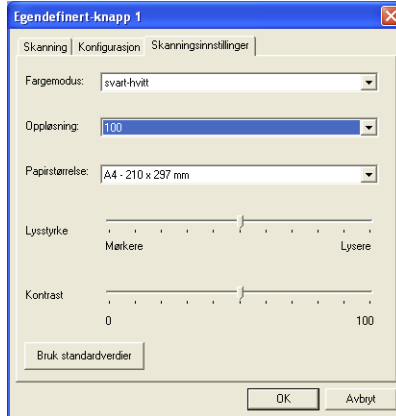 Egendefinert-knapp 1
Skanning Konfigurasjon Skanningsinnstillinger
Fargemodus: svart-hvitt
Oppløsning: 100
Papirstørrelse: A4 - 210 x 297 mm
Lysstyrke
Mørkere Lysere
Kontrast
0 100
Bruk standardverdier
OK Avbryt